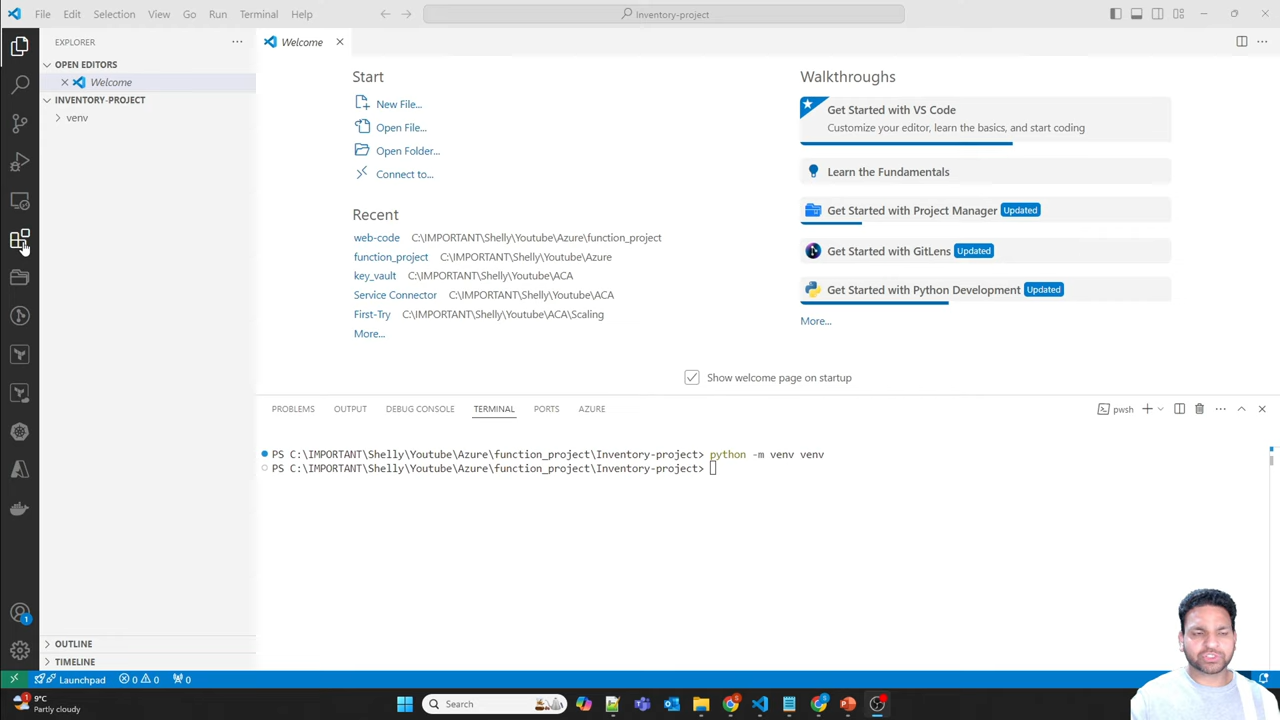 File Edit Selection View Go Run Terminal Help
Inventory-project
EXPLORER
Welcome
OPEN EDITORS
Welcome
INVENTORY-PROJECT
venv
Start
New File...
Open File...
Open Folder...
Connect to...
Recent
web-code C:\IMPORTANT\Shelly\Youtube\Azure\function_project
function_project C:\IMPORTANT\Shelly\Youtube\Azure
key_vault C:\IMPORTANT\Shelly\Youtube\ACA
Service Connector C:\IMPORTANT\Shelly\Youtube\ACA
First-Try C:\IMPORTANT\Shelly\Youtube\ACA\Scaling
More...
Walkthroughs
Get Started with VS Code
Customize your editor, learn the basics, and start coding
Learn the Fundamentals
Get Started with Project Manager Updated
Get Started with GitLens Updated
Get Started with Python Development Updated
More...
Show welcome page on startup
PROBLEMS OUTPUT DEBUG CONSOLE TERMINAL PORTS AZURE
pwsh
PS C:\IMPORTANT\Shelly\Youtube\Azure\function_project\Inventory-project> python -m venv venv
PS C:\IMPORTANT\Shelly\Youtube\Azure\function_project\Inventory-project>
1
OUTLINE
TIMELINE
Launchpad 0 0 0
1
9°C
Partly cloudy
Search